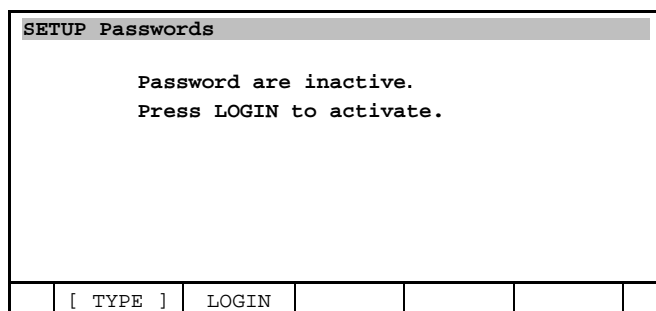 SETUP Passwords
Password are inactive.
Press LOGIN to activate.
[ TYPE ] LOGIN